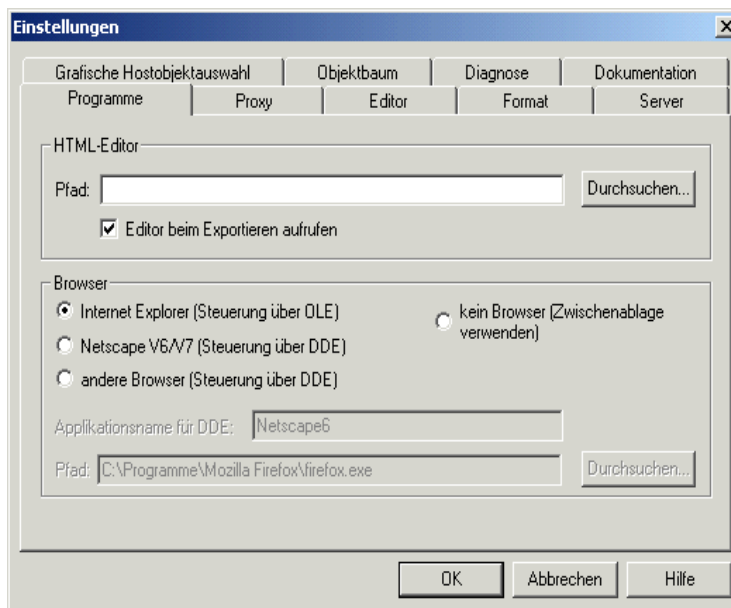 Einstellungen
Grafische Hostobjektauswahl Objektbaum Diagnose Dokumentation
Programme Proxy Editor Format Server
HTML-Editor
Pfad: Durchsuchen...
Editor beim Exportieren aufrufen
Browser
Internet Explorer (Steuerung über OLE)
kein Browser (Zwischenablage
verwenden)
Netscape V6/V7 (Steuerung über DDE)
andere Browser (Steuerung über DDE)
Applikationsname für DDE: Netscape6
Pfad: C:\Programme\Mozilla Firefox\firefox.exe Durchsuchen...
OK Abbrechen Hilfe